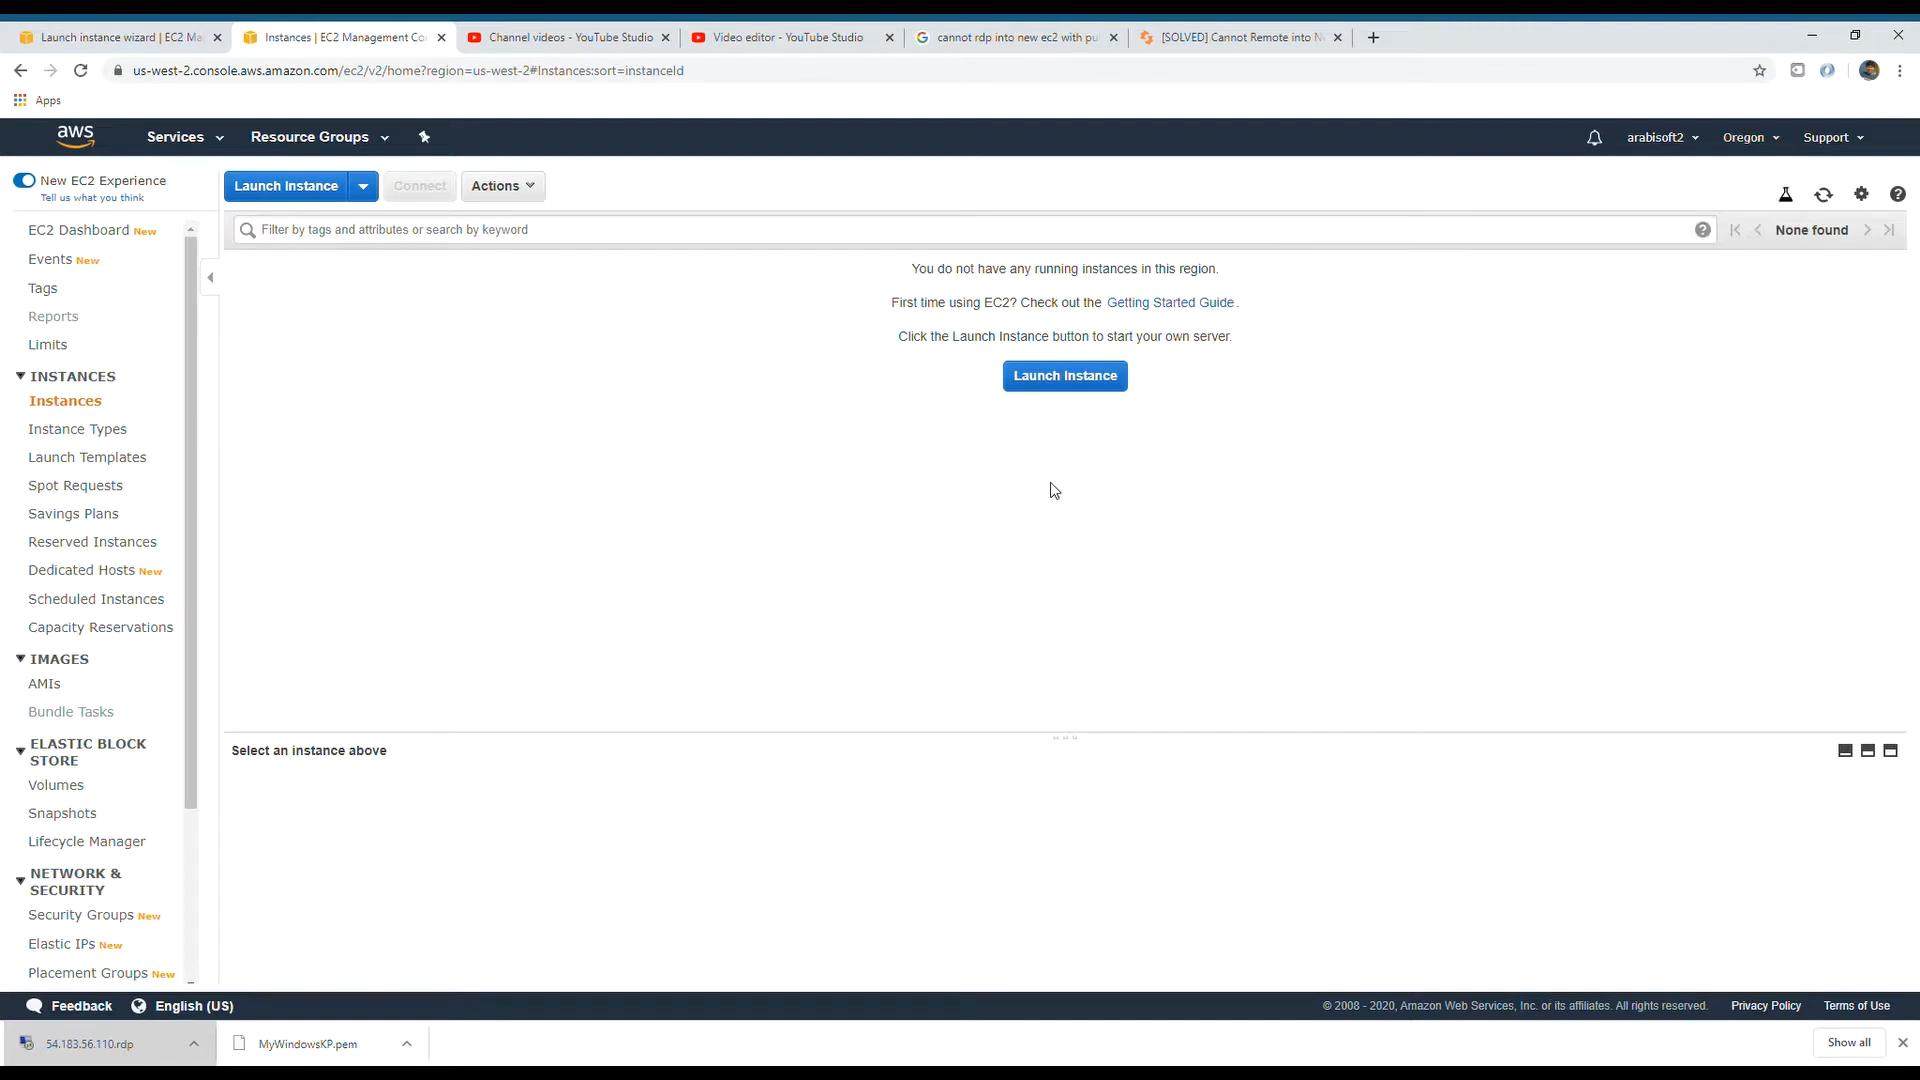 Launch instance wizard | EC2 Ma
Instances | EC2 Management Co
Channel videos - YouTube Studio
Video editor - YouTube Studio
cannot rdp into new ec2 with pu
[SOLVED] Cannot Remote into N
us-west-2.console.aws.amazon.com/ec2/v2/home?region=us-west-2#Instances:sort=instanceId
Apps
aws
Services
Resource Groups
arabisoft2
Oregon
Support
New EC2 Experience
Tell us what you think
Launch Instance
Connect
Actions
EC2 Dashboard New
Events New
Tags
Reports
Limits
INSTANCES
Instances
Instance Types
Launch Templates
Spot Requests
Savings Plans
Reserved Instances
Dedicated Hosts New
Scheduled Instances
Capacity Reservations
IMAGES
AMIs
Bundle Tasks
ELASTIC BLOCK
STORE
Volumes
Snapshots
Lifecycle Manager
NETWORK &
SECURITY
Security Groups New
Elastic IPs New
Placement Groups New
Filter by tags and attributes or search by keyword
None found
You do not have any running instances in this region.
First time using EC2? Check out the Getting Started Guide.
Click the Launch Instance button to start your own server.
Launch Instance
Select an instance above
Feedback
English (US)
© 2008 - 2020, Amazon Web Services, Inc. or its affiliates. All rights reserved.
Privacy Policy
Terms of Use
54.183.56.110.rdp
MyWindowsKP.pem
Show all